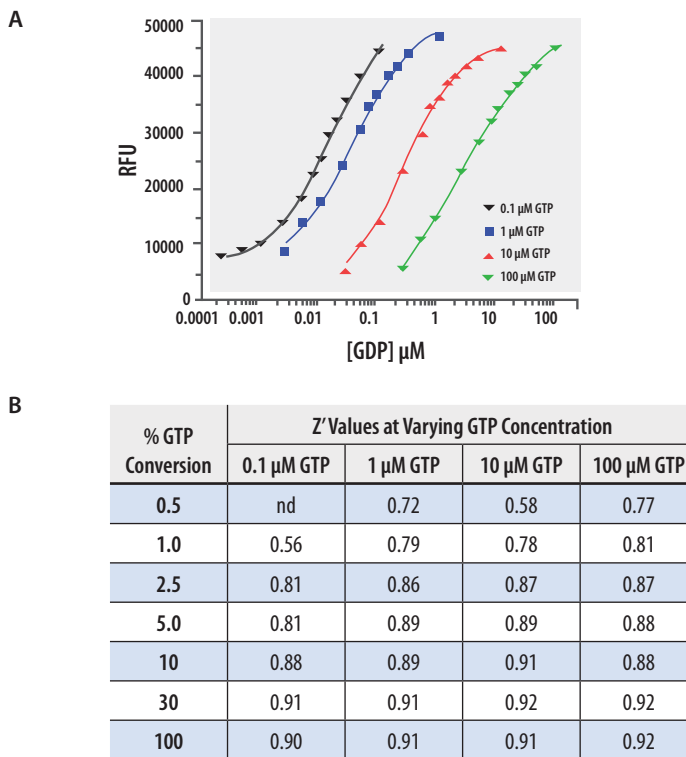 A
50000
40000
30000
20000
10000
0
RFU
0.1 µM GTP
1 µM GTP
10 µM GTP
100 µM GTP
0.0001 0.001 0.01 0.1 1 10 100
[GDP] µM
B
% GTP Conversion Z' Values at Varying GTP Concentration
0.1 µM GTP 1 µM GTP 10 µM GTP 100 µM GTP
0.5 nd 0.72 0.58 0.77
1.0 0.56 0.79 0.78 0.81
2.5 0.81 0.86 0.87 0.87
5.0 0.81 0.89 0.89 0.88
10 0.88 0.89 0.91 0.88
30 0.91 0.91 0.92 0.92
100 0.90 0.91 0.91 0.92